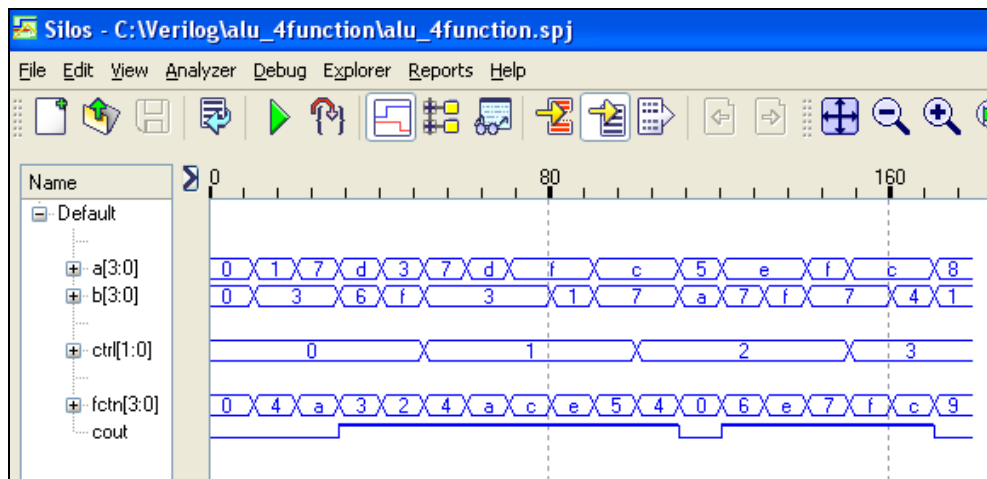 Silos - C:\Verilog\alu_4function\alu_4function.spj
File Edit View Analyzer Debug Explorer Reports Help
Name 0 80 160
Default
a[3:0] 0 1 7 d 3 7 d f c 5 e f c 8
b[3:0] 0 3 6 f 3 1 7 a 7 f 7 4 1
ctrl[1:0] 0 1 2 3
fctn[3:0] 0 4 a 3 2 4 a c e 5 4 0 6 e 7 f c 9
cout